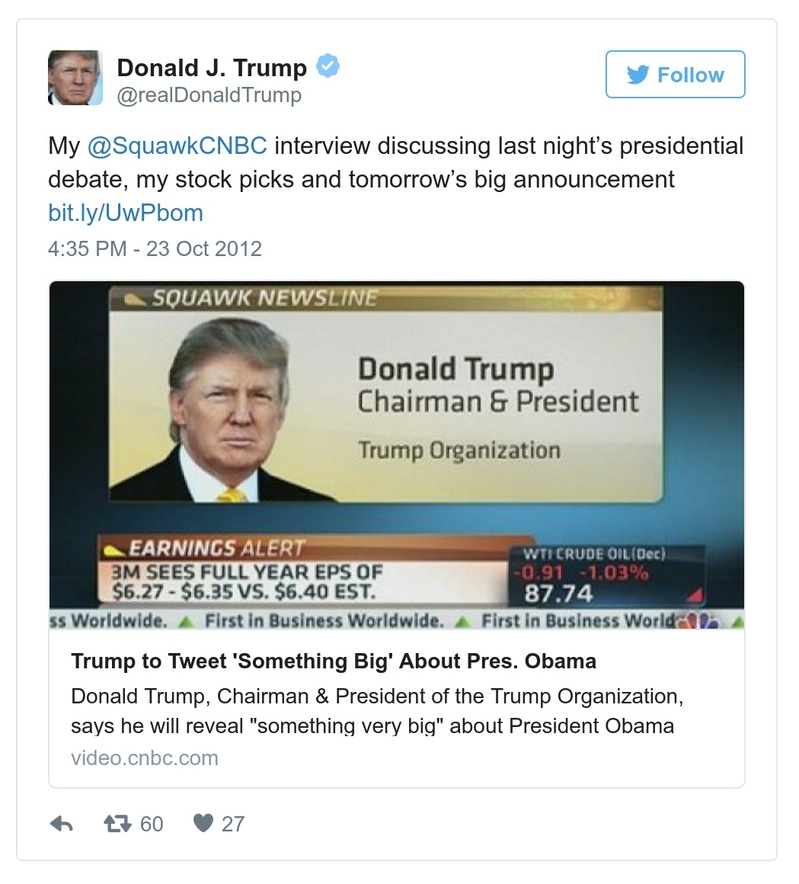 Donald J. Trump
@realDonaldTrump
Follow
My @SquawkCNBC interview discussing last night’s presidential
debate, my stock picks and tomorrow’s big announcement
bit.ly/UwPbom
4:35 PM - 23 Oct 2012
SQUAWK NEWSLINE
Donald Trump
Chairman & President
Trump Organization
EARNINGS ALERT
3M SEES FULL YEAR EPS OF
$6.27 - $6.35 VS. $6.40 EST.
WTI CRUDE OIL(Dec)
-0.91 -1.03%
87.74
ss Worldwide. First in Business Worldwide. First in Business World
Trump to Tweet 'Something Big' About Pres. Obama
Donald Trump, Chairman & President of the Trump Organization,
says he will reveal "something very big" about President Obama
video.cnbc.com
60 27